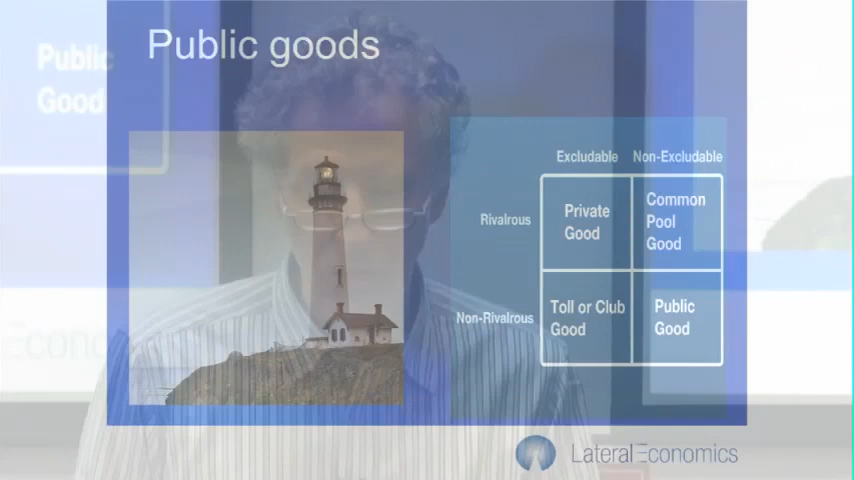 Public goods
Public
Good
Excludable Non-Excludable
Rivalrous
Private
Good
Common
Pool
Good
Non-Rivalrous
Toll or Club
Good
Public
Good
Econo
LateralEconomics